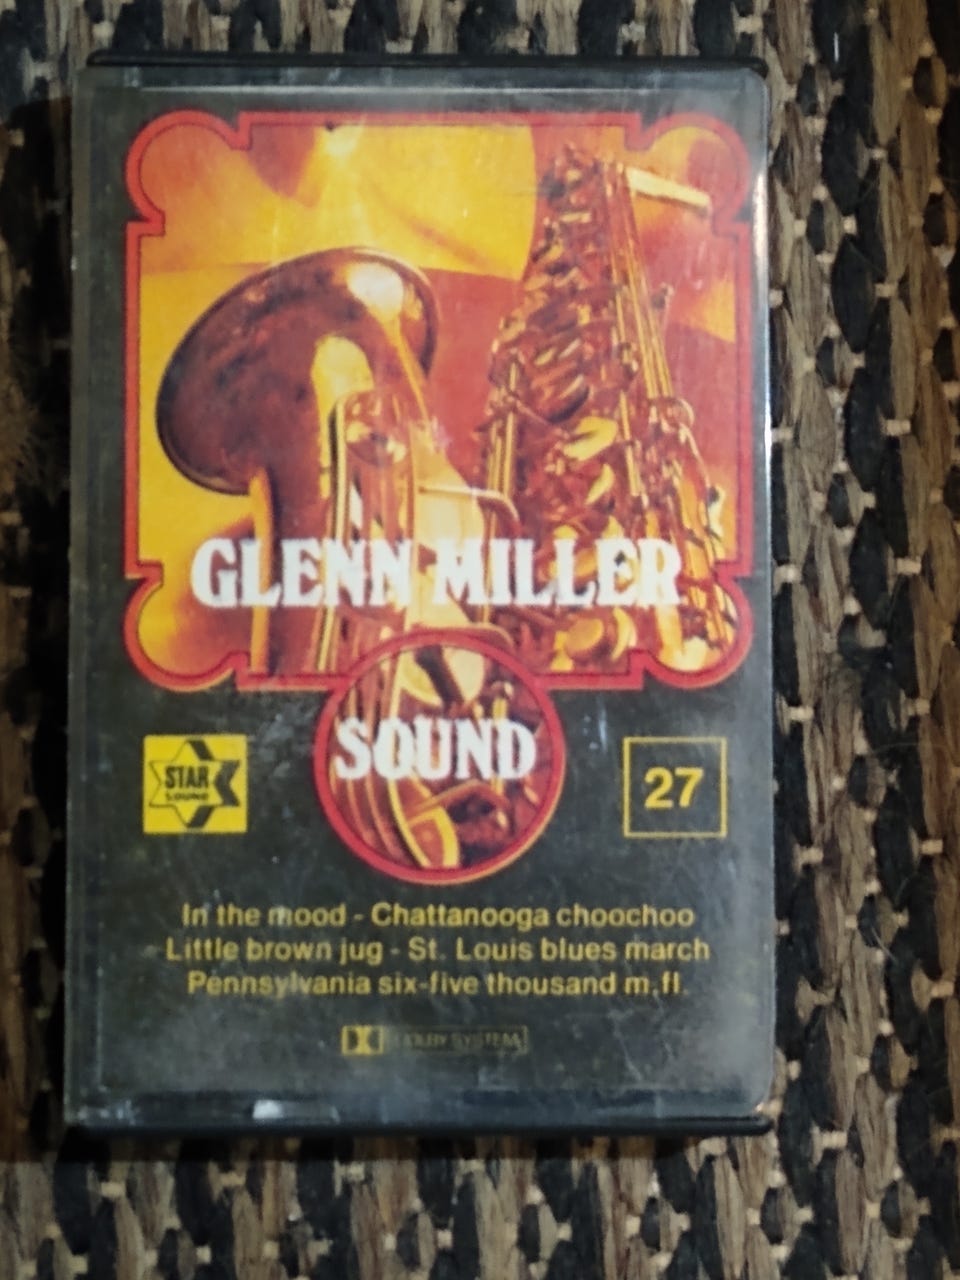 GLENN MILLER
SOUND
STAR
SOUND
27
In the mood - Chattanooga choochoo
Little brown jug - St. Louis blues march
Pennsylvania six-five thousand m.fl.
DOLBY SYSTEM